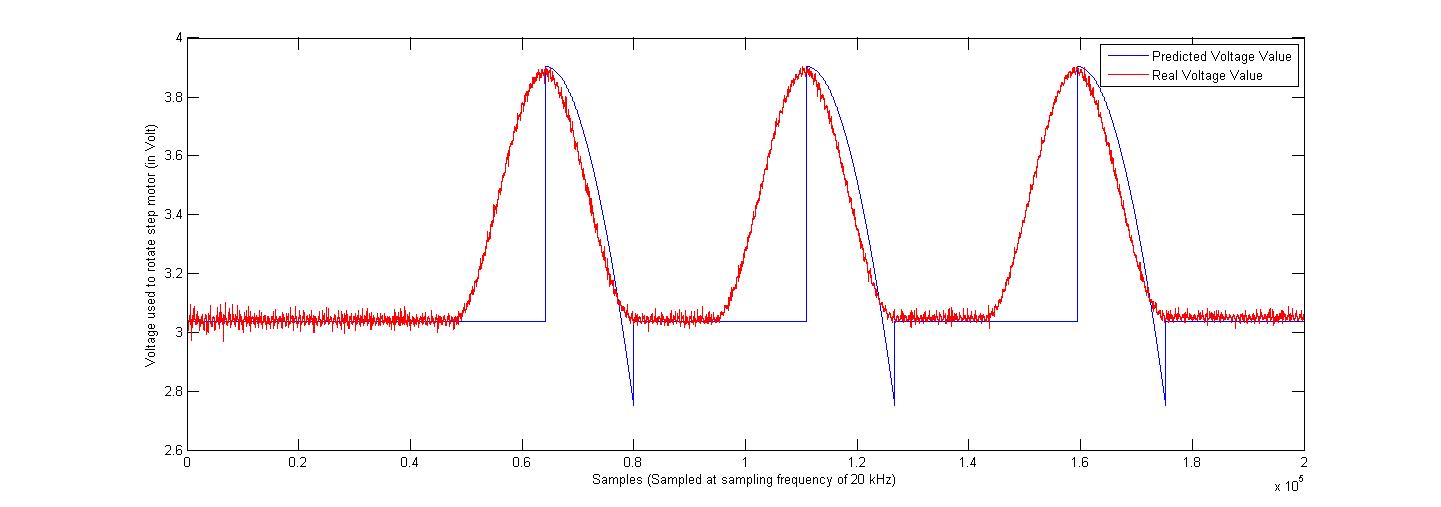 4
3.8
3.6
3.4
3.2
3
2.8
2.6
Voltage used to rotate step motor (in Volt)
Predicted Voltage Value
Real Voltage Value
0 0.2 0.4 0.6 0.8 1 1.2 1.4 1.6 1.8 2
Samples (Sampled at sampling frequency of 20 kHz)
x 10⁵